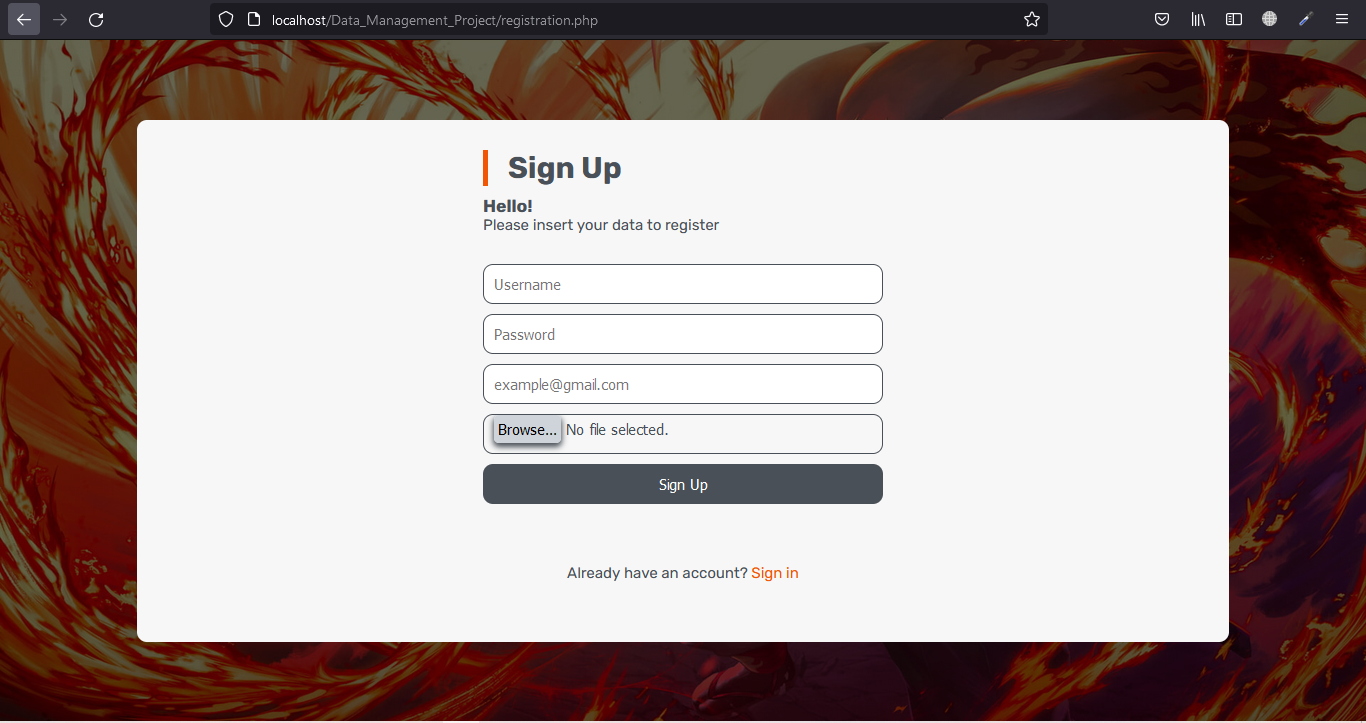 localhost/Data_Management_Project/registration.php
Sign Up
Hello!
Please insert your data to register
Username
Password
example@gmail.com
Browse... No file selected.
Sign Up
Already have an account? Sign in